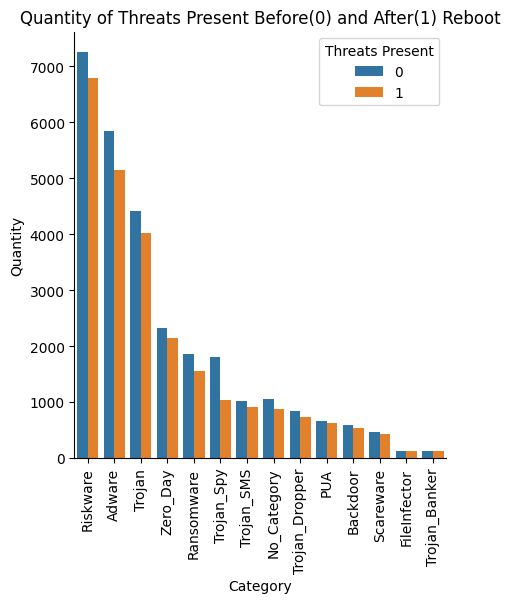 Quantity of Threats Present Before(0) and After(1) Reboot
Threats Present
0
1
7000
6000
5000
4000
3000
2000
1000
0
Quantity
Riskware
Adware
Trojan
Zero_Day
Ransomware
Trojan_Spy
Trojan_SMS
No_Category
Trojan_Dropper
PUA
Backdoor
Scareware
FileInfector
Trojan_Banker
Category